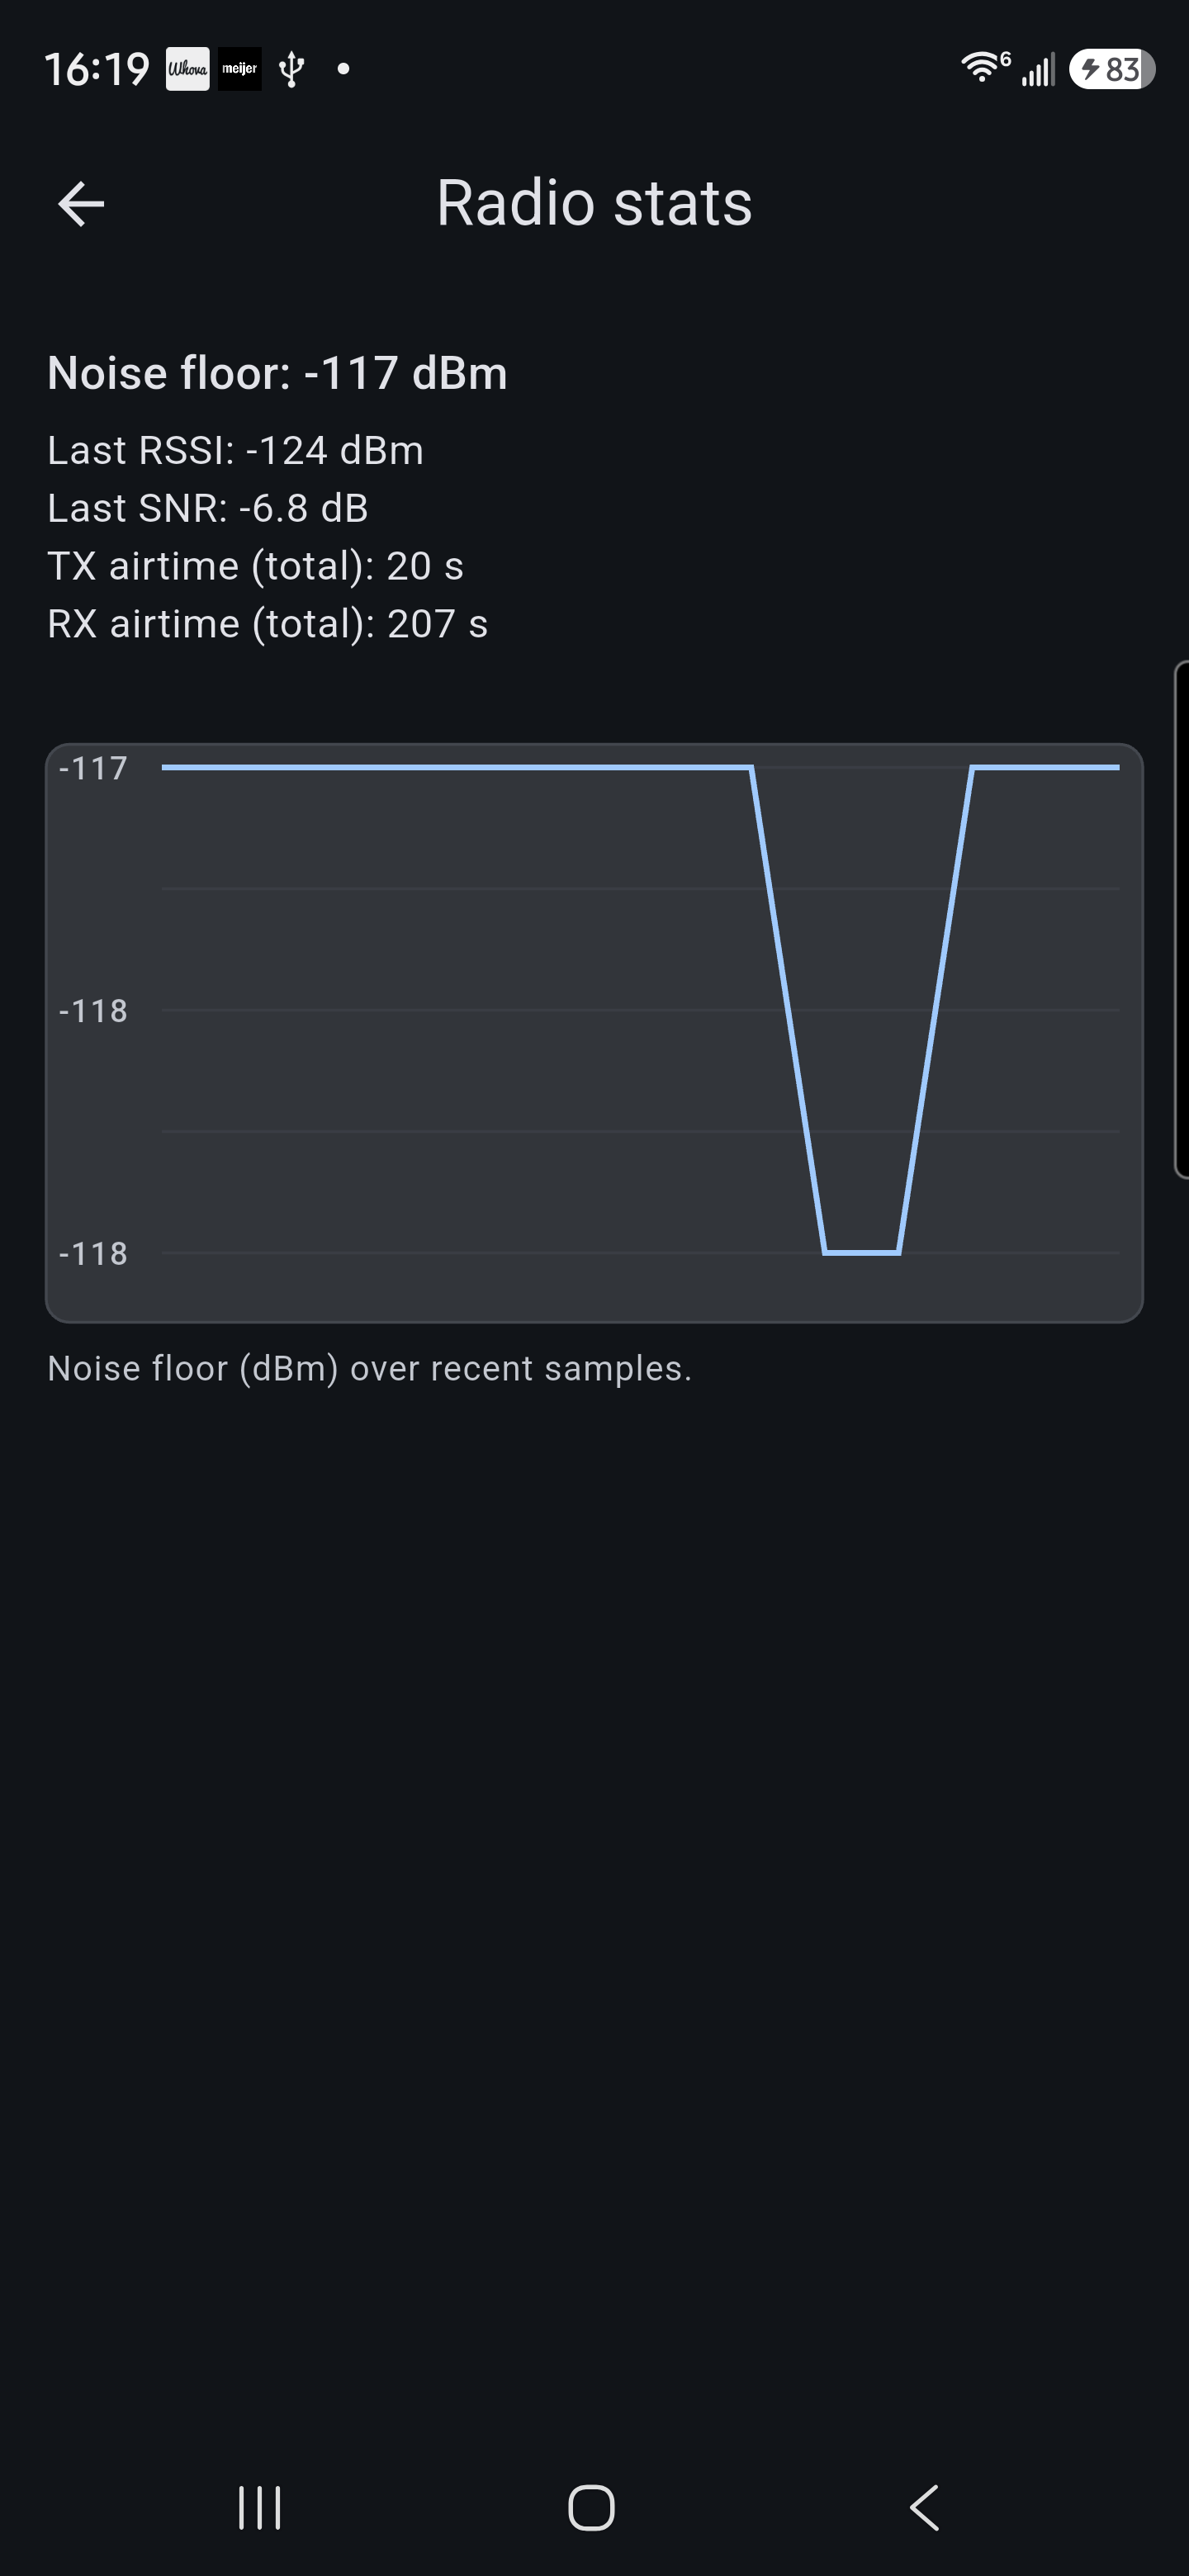 16:19 Whova meijer 6 83
Radio stats
Noise floor: -117 dBm
Last RSSI: -124 dBm
Last SNR: -6.8 dB
TX airtime (total): 20 s
RX airtime (total): 207 s
-117
-118
-118
Noise floor (dBm) over recent samples.